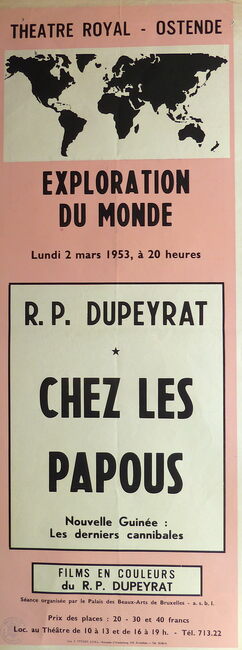 THEATRE ROYAL - OSTENDE
EXPLORATION
DU MONDE
Lundi 2 mars 1953, à 20 heures
R. P. DUPEYRAT
★
CHEZ LES
PAPOUS
Nouvelle Guinée :
Les derniers cannibales
FILMS EN COULEURS
du R. P. DUPEYRAT
Séance organisée par le Palais des Beaux-Arts de Bruxelles - a. s. b. l.
Prix des places : 20 - 30 et 40 francs
Loc. au Théâtre de 10 à 13 et de 16 à 19 h. - Tél. 713.22